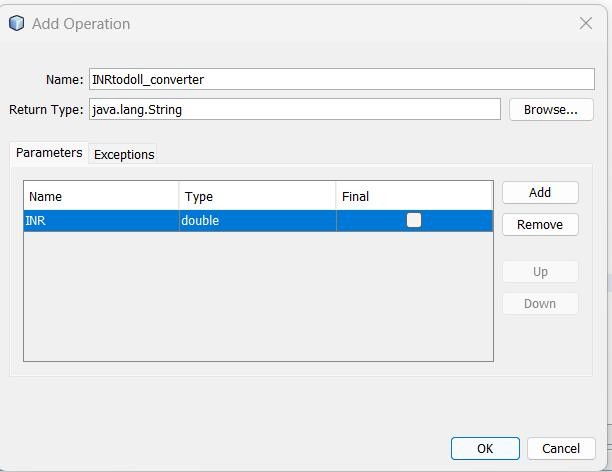 Add Operation
Name: INRtodoll_converter
Return Type: java.lang.String Browse...
Parameters Exceptions
Name Type Final Add
INR double Remove
Up
Down
OK Cancel